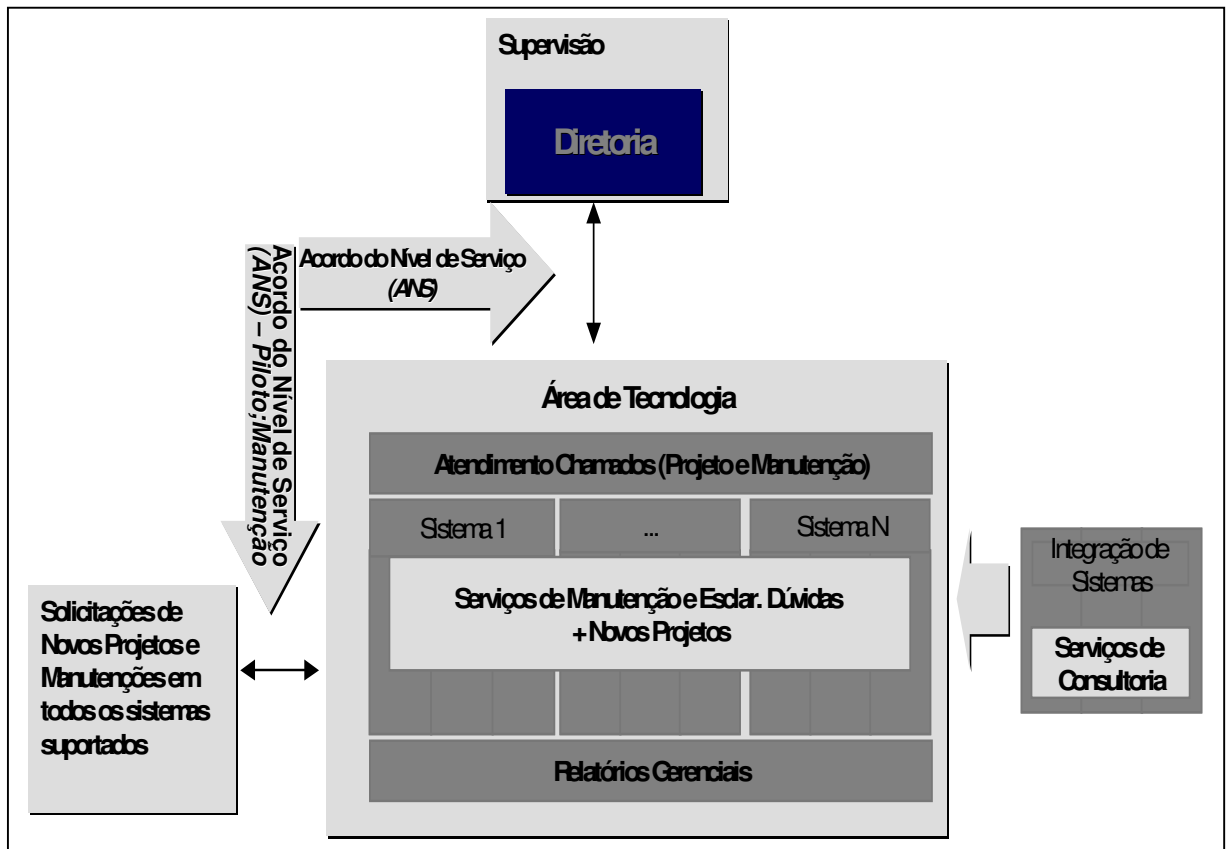 Supervisão
Diretoria
Acordo do Nível de Serviço
(ANS)
Acordo do Nível de Serviço
(ANS) – Piloto;Manutenção
Área de Tecnologia
Atendimento Chamados (Projeto e Manutenção)
Sistema 1
...
Sistema N
Serviços de Manutenção e Esclar. Dúvidas
+ Novos Projetos
Relatórios Gerenciais
Solicitações de
Novos Projetos e
Manutenções em
todos os sistemas
suportados
Integração de
Sistemas
Serviços de
Consultoria